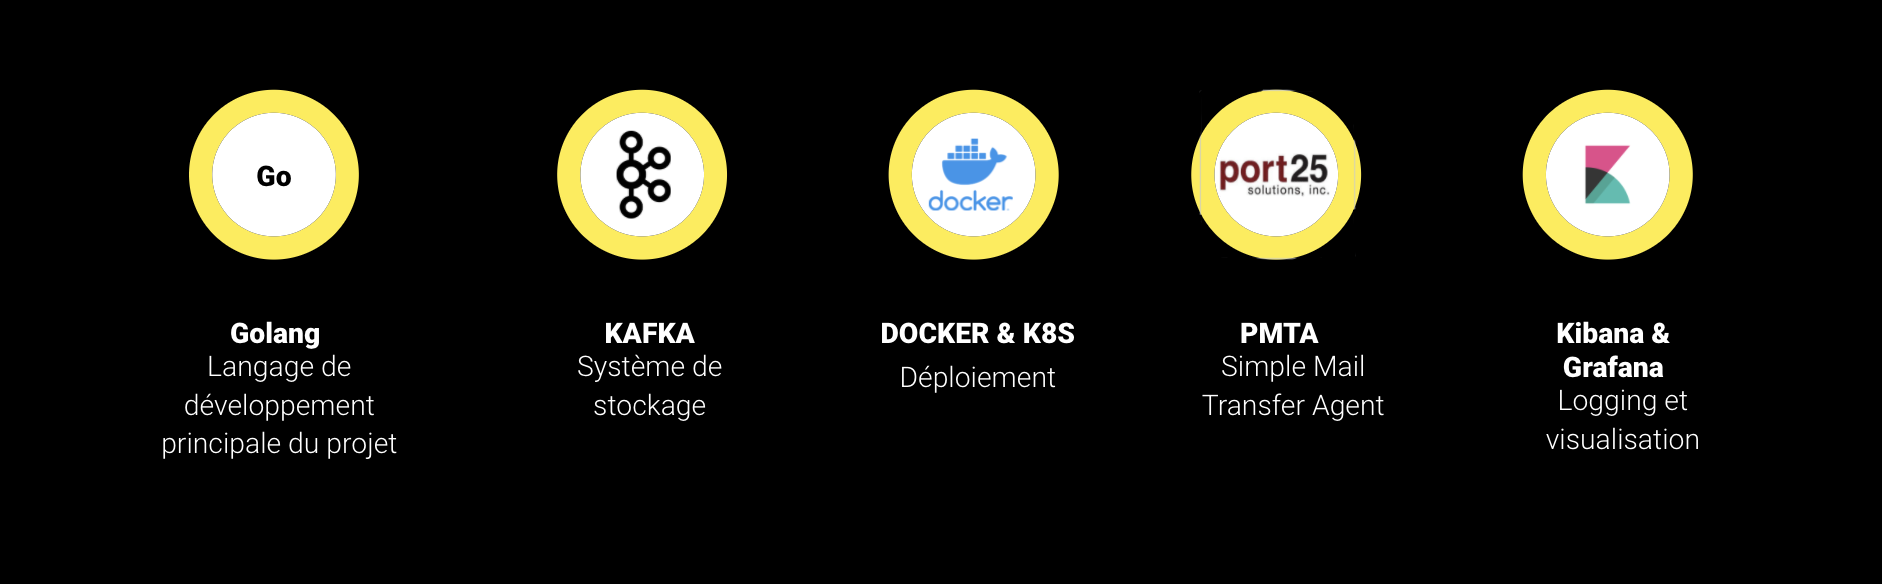 Go
docker
port25
solutions, inc.
Golang
Langage de
développement
principale du projet
KAFKA
Système de
stockage
DOCKER & K8S
Déploiement
PMTA
Simple Mail
Transfer Agent
Kibana &
Grafana
Logging et
visualisation